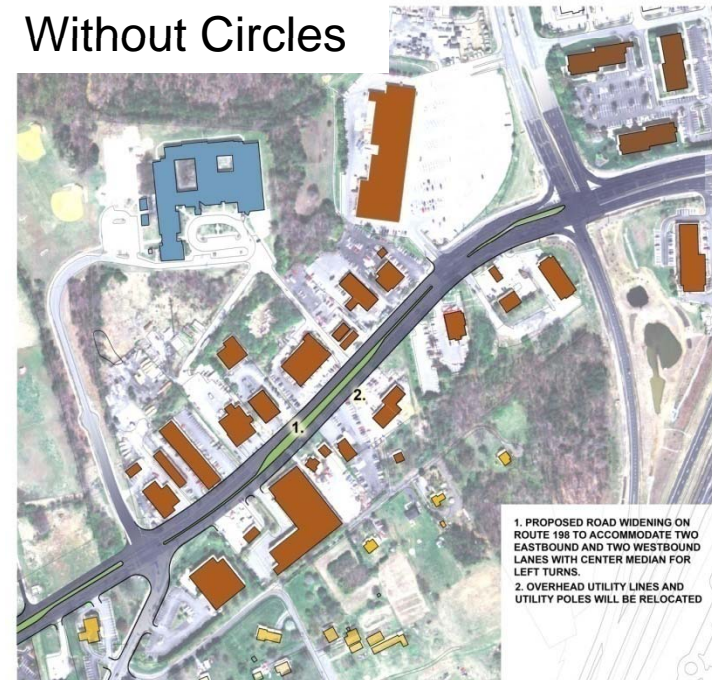 Without Circles
2.
1.
1. PROPOSED ROAD WIDENING ON
ROUTE 198 TO ACCOMMODATE TWO
EASTBOUND AND TWO WESTBOUND
LANES WITH CENTER MEDIAN FOR
LEFT TURNS.
2. OVERHEAD UTILITY LINES AND
UTILITY POLES WILL BE RELOCATED